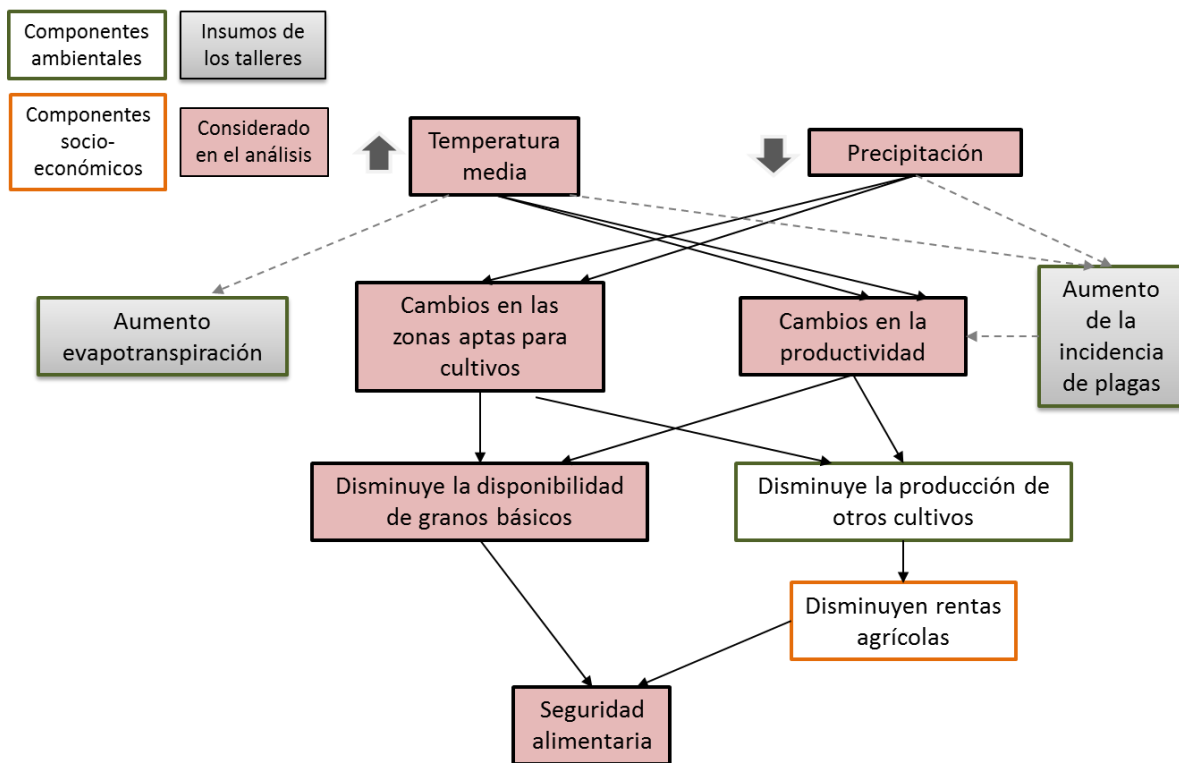 Componentes
ambientales
Insumos de
los talleres
Componentes
socio-
económicos
Considerado
en el análisis
Temperatura
media
Precipitación
Aumento
evapotranspiración
Cambios en las
zonas aptas para
cultivos
Cambios en la
productividad
Aumento
de la
incidencia
de plagas
Disminuye la disponibilidad
de granos básicos
Disminuye la producción de
otros cultivos
Disminuyen rentas
agrícolas
Seguridad
alimentaria